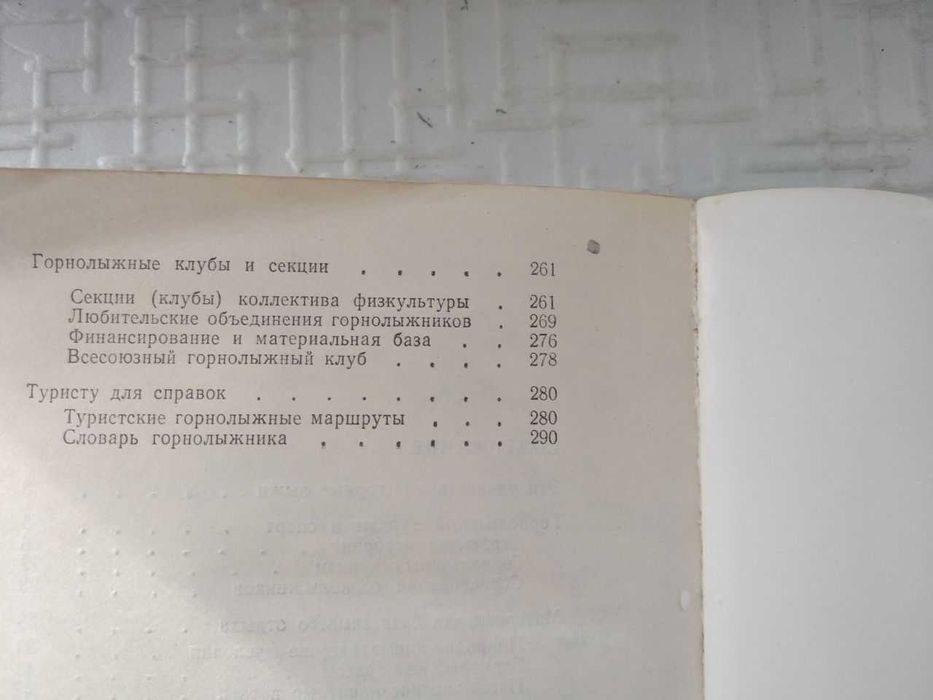 Горнолыжные клубы и секции . . . . . 261
Секции (клубы) коллектива физкультуры . 261
Любительские объединения горнолыжников . 269
Финансирование и материальная база . . 276
Всесоюзный горнолыжный клуб . . . . 278
Туристу для справок . . . . . . . . 280
Туристские горнолыжные маршруты . . . 280
Словарь горнолыжника . . . . . . . 290